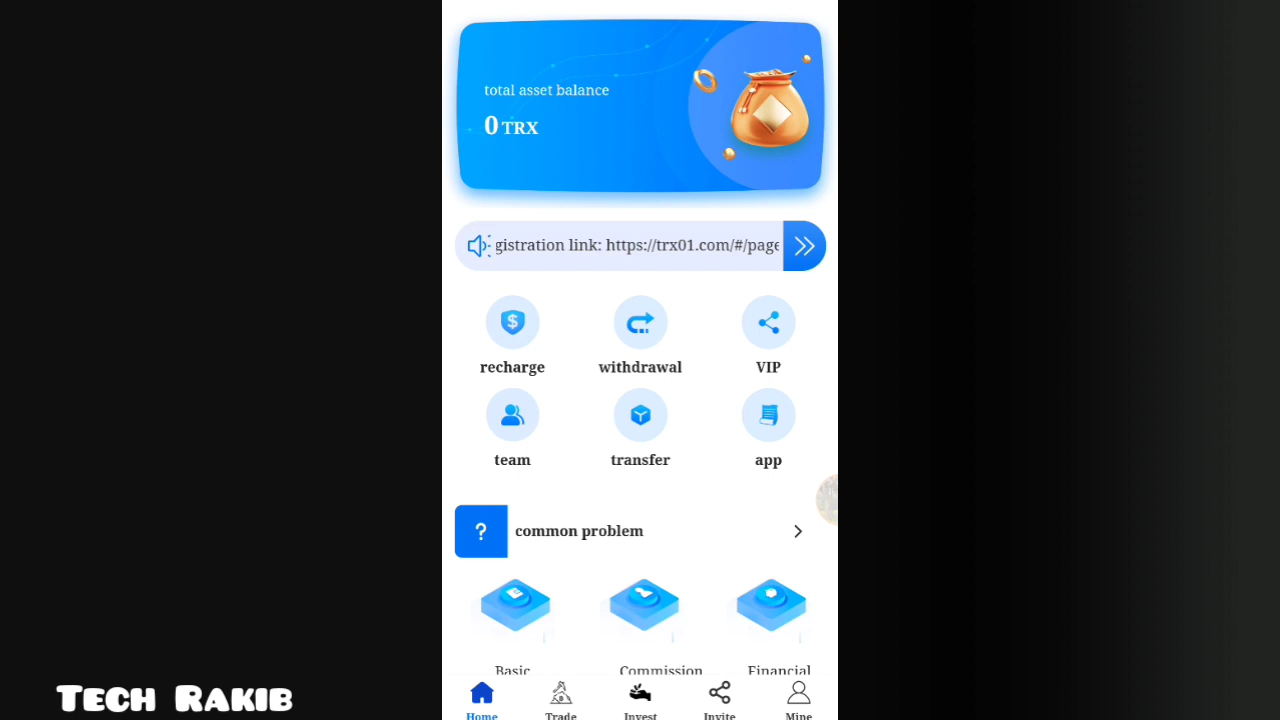 total asset balance
0 TRX
gistration link: https://trx01.com/#/page
recharge
withdrawal
VIP
team
transfer
app
?
common problem
Basic
Commission
Financial
Home
Trade
Invest
Invite
Mine
Tech Rakib